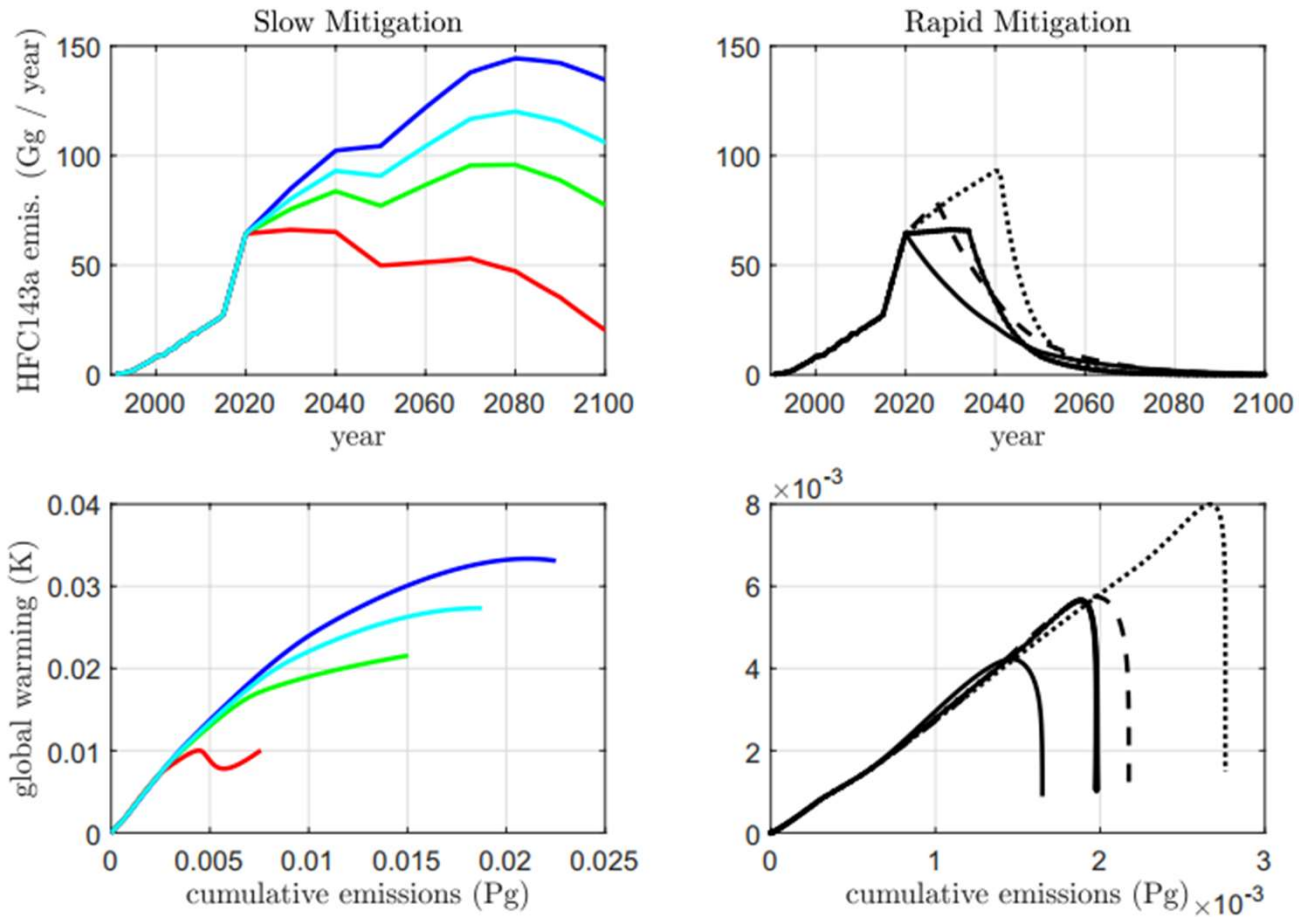 Slow Mitigation
HFC143a emis. (Gg / year)
150
100
50
0
2000 2020 2040 2060 2080 2100
year
Rapid Mitigation
150
100
50
0
2000 2020 2040 2060 2080 2100
year
global warming (K)
0.04
0.03
0.02
0.01
0
0 0.005 0.01 0.015 0.02 0.025
cumulative emissions (Pg)
×10-3
8
6
4
2
0
0 1 2 3
cumulative emissions (Pg) ×10-3